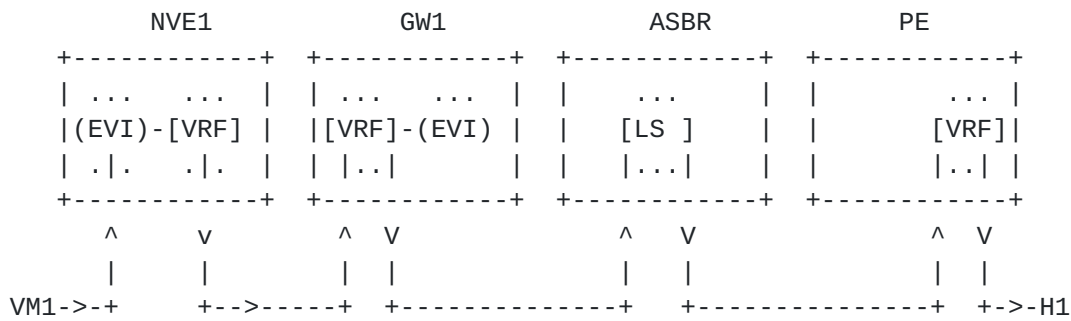 NVE1            GW1             ASBR            PE
   +------------+  +------------+  +------------+  +------------+
   | ...   ...  |  | ...   ...  |  |    ...     |  |        ... |
   |(EVI)-[VRF] |  |[VRF]-(EVI) |  |   [LS ]    |  |       [VRF]|
   | .|.   .|.  |  | |..|       |  |   |...|    |  |       |..| |
   +------------+  +------------+  +------------+  +------------+
      ^     v        ^  V              ^   V               ^  V
      |     |        |  |              |   |               |  |
VM1->-+     +-->-----+  +--------------+   +---------------+  +->-H1